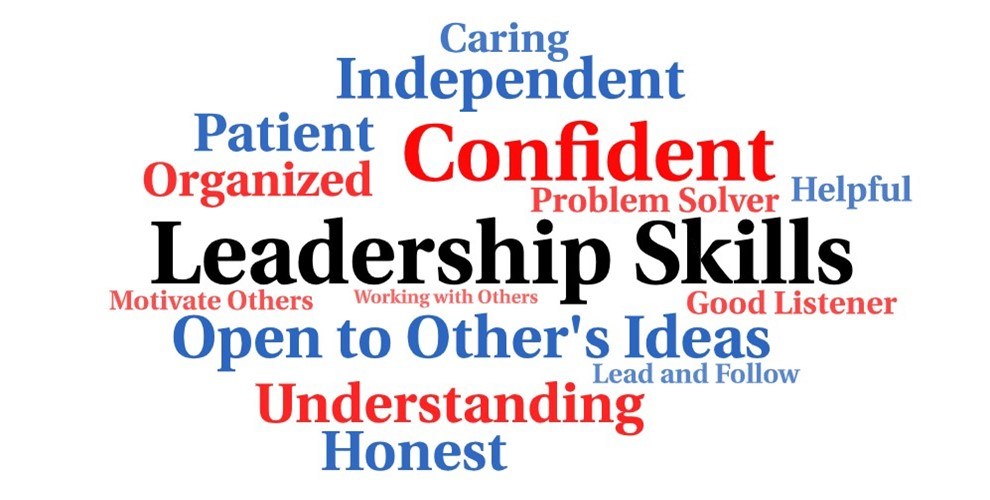 Caring
Independent
Patient
Confident
Organized
Problem Solver
Helpful
Leadership Skills
Motivate Others
Working with Others
Good Listener
Open to Other's Ideas
Lead and Follow
Understanding
Honest